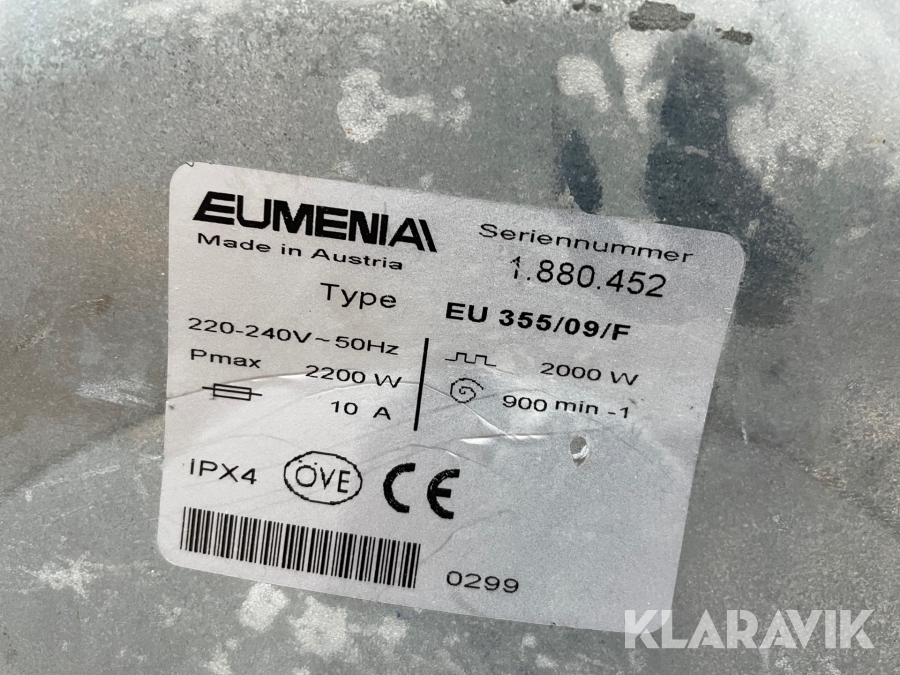 EUMENIA
Made in Austria
Seriennummer
1.880.452
Type
EU 355/09/F
220-240V~50Hz
Pmax 2200 W
10 A
2000 W
900 min -1
IPX4 ÖVE CE
0299
KLARAVIK